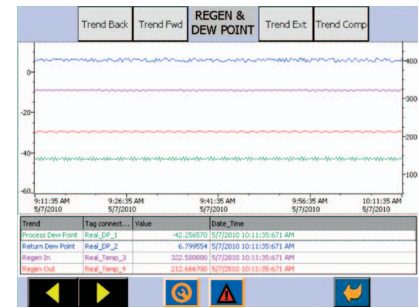 Trend Back
Trend Fwd
REGEN &
DEW POINT
Trend Ext
Trend Comp
0
-20
-40
-60
400
300
200
100
9:11:35 AM 9:26:35 AM 9:41:35 AM 9:56:35 AM 10:11:35 AM
5/7/2010 5/7/2010 5/7/2010 5/7/2010 5/7/2010
Trend Tag connect... Value Date_Time
Process Dew Point Real_DP_1 -42.256570 5/7/2010 10:11:35:671 AM
Return Dew Point Real_DP_2 6.799554 5/7/2010 10:11:35:671 AM
Regen In Real_Temp_3 322.500000 5/7/2010 10:11:35:671 AM
Regen Out Real_Temp_4 212.666700 5/7/2010 10:11:35:671 AM